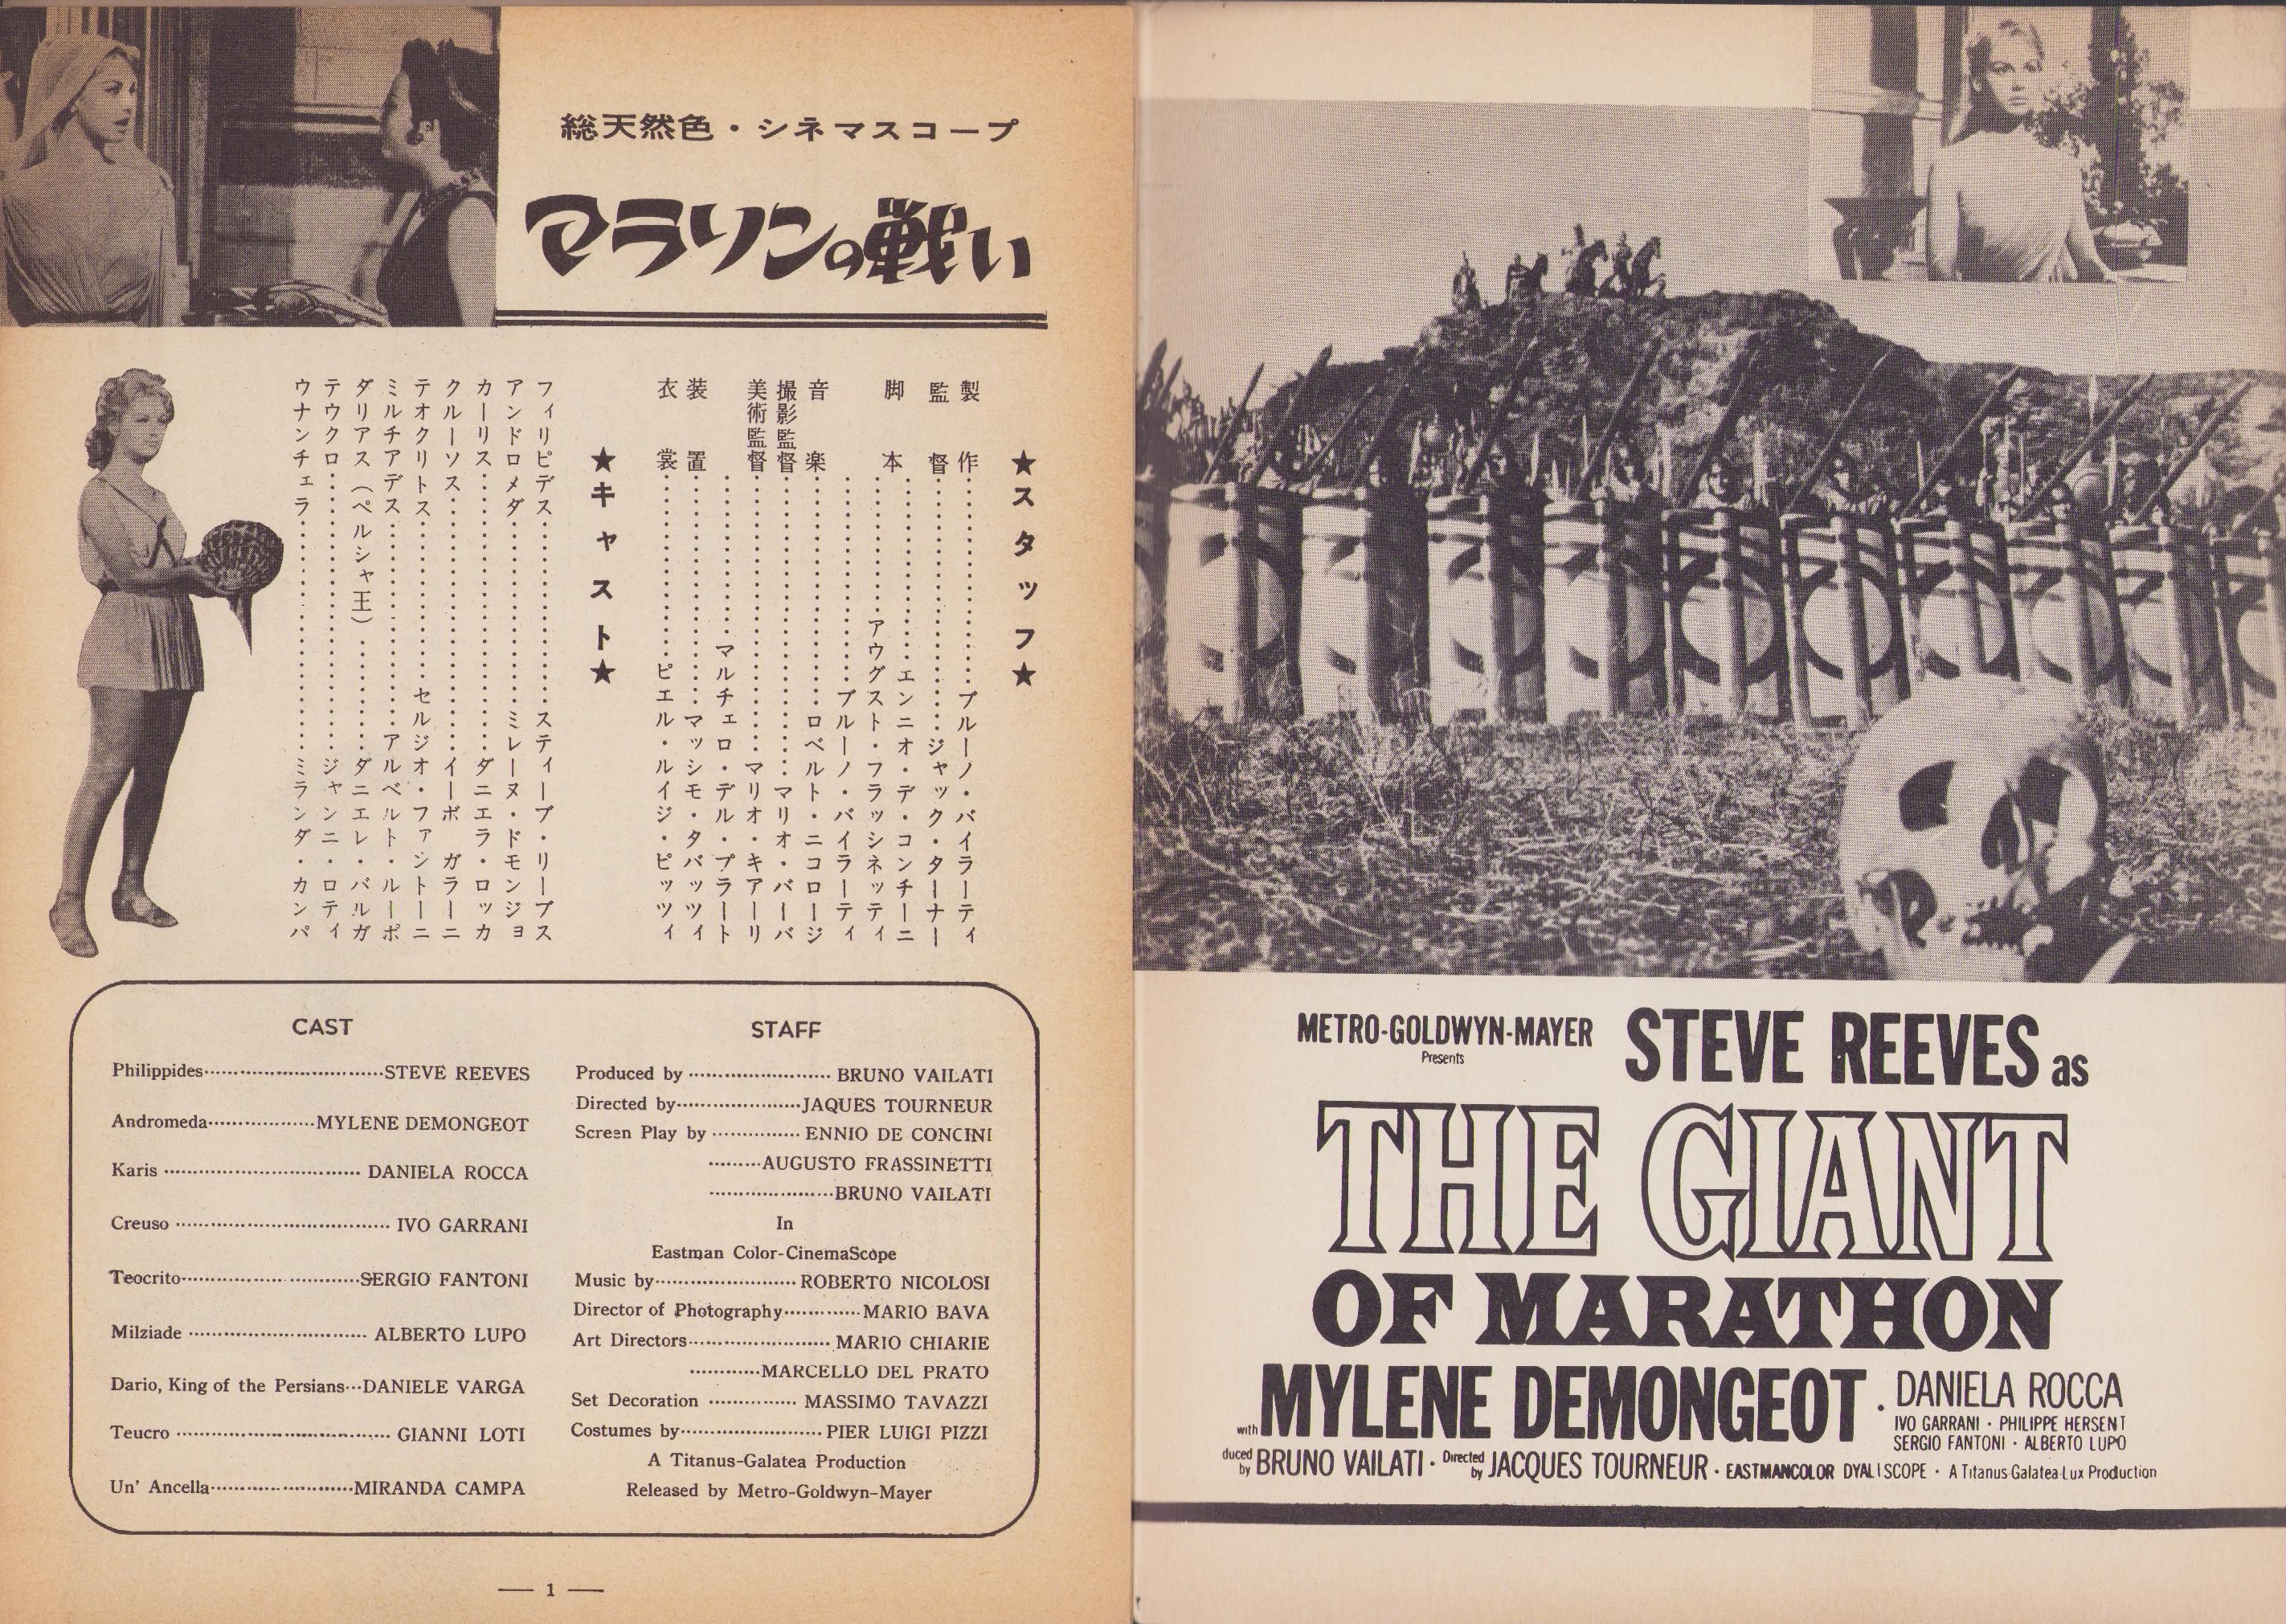 総天然色・シネマスコープ
マラソンの戦い
★スタッフ★
製作……ブルーノ・バイラーティ
監督……ジャック・ターナー
脚本……エンニオ・デ・コンチーニ
……アウグスト・フラッシネッティ
……ブルーノ・バイラーティ
音楽……ロベルト・ニコロージ
撮影監督……マリオ・バーバ
美術監督……マリオ・キアーリ
……マルチェロ・デル・プラート
装置……マッシモ・タバッツィ
衣裳……ピエル・ルイジ・ピッツィ
★キャスト★
フィリピデス……スティーブ・リーブス
アンドロメダ……ミレーヌ・ドモンジョ
カーリス……ダニエラ・ロッカ
クルーソス……イーボ ガラーニ
テオクリトス……セルジオ・ファントーニ
ミルチアデス……アルベルト・ルーポ
ダリアス（ペルシャ王）……ダニエレ・バルガ
テウクロ……ジャンニ・ロティ
ウナンチェラ……ミランダ・カンパ
CAST
Philippides……STEVE REEVES
Andromeda……MYLENE DEMONGEOT
Karis……DANIELA ROCCA
Creuso……IVO GARRANI
Teocrito……SERGIO FANTONI
Milziade……ALBERTO LUPO
Dario, King of the Persians…DANIELE VARGA
Teucro……GIANNI LOTI
Un' Ancella……MIRANDA CAMPA
STAFF
Produced by……BRUNO VAILATI
Directed by……JAQUES TOURNEUR
Screen Play by……ENNIO DE CONCINI
……AUGUSTO FRASSINETTI
……BRUNO VAILATI
In
Eastman Color-CinemaScope
Music by……ROBERTO NICOLOSI
Director of Photography……MARIO BAVA
Art Directors……MARIO CHIARIE
……MARCELLO DEL PRATO
Set Decoration……MASSIMO TAVAZZI
Costumes by……PIER LUIGI PIZZI
A Titanus-Galatea Production
Released by Metro-Goldwyn-Mayer
— 1 —
METRO-GOLDWYN-MAYER
Presents
STEVE REEVES as
THE GIANT
OF MARATHON
with MYLENE DEMONGEOT · DANIELA ROCCA
IVO GARRANI · PHILIPPE HERSENT
SERGIO FANTONI · ALBERTO LUPO
duced by BRUNO VAILATI · Directed by JACQUES TOURNEUR · EASTMANCOLOR DYALISCOPE · A Titanus-Galatea-Lux Production